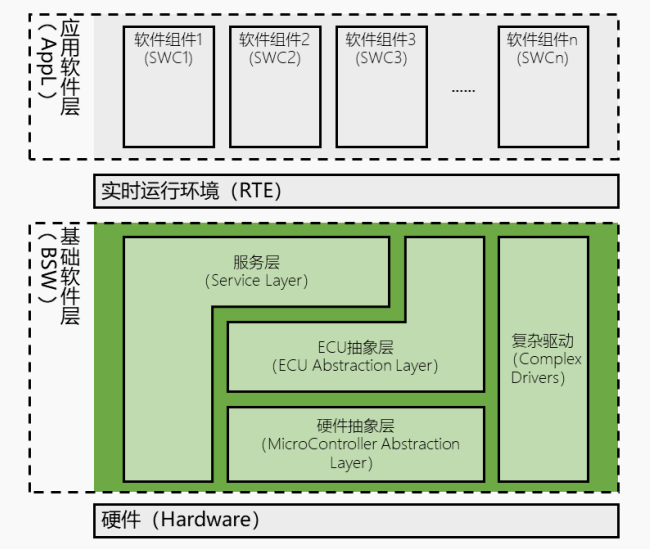 应用软件层
（AppL）
软件组件1
(SWC1)
软件组件2
(SWC2)
软件组件3
(SWC3)
......
软件组件n
(SWCn)
实时运行环境（RTE）
基础软件层
（BSW）
服务层
(Service Layer)
ECU抽象层
(ECU Abstraction Layer)
硬件抽象层
(MicroController Abstraction
Layer)
复杂驱动
(Complex
Drivers)
硬件（Hardware）